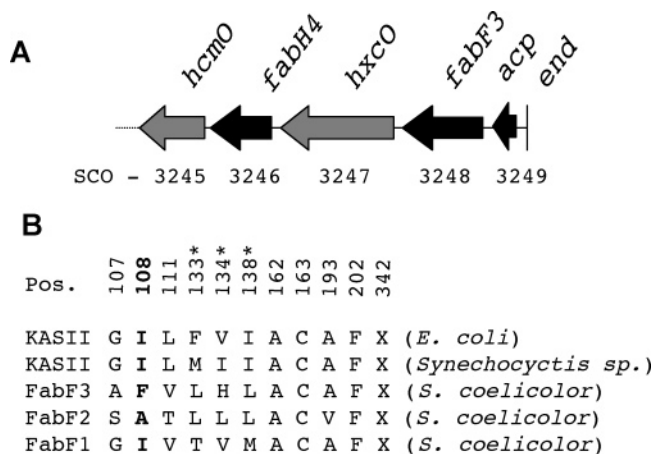 A
hcmO fabH4 hxcO fabF3 acp end
SCO – 3245 3246 3247 3248 3249
B
Pos. 107 108 111 133* 134* 138* 162 163 193 202 342
KASII G I L F V I A C A F X (E. coli)
KASII G I L M I I A C A F X (Synechocyctis sp.)
FabF3 A F V L H L A C A F X (S. coelicolor)
FabF2 S A T L L L A C V F X (S. coelicolor)
FabF1 G I V T V M A C A F X (S. coelicolor)